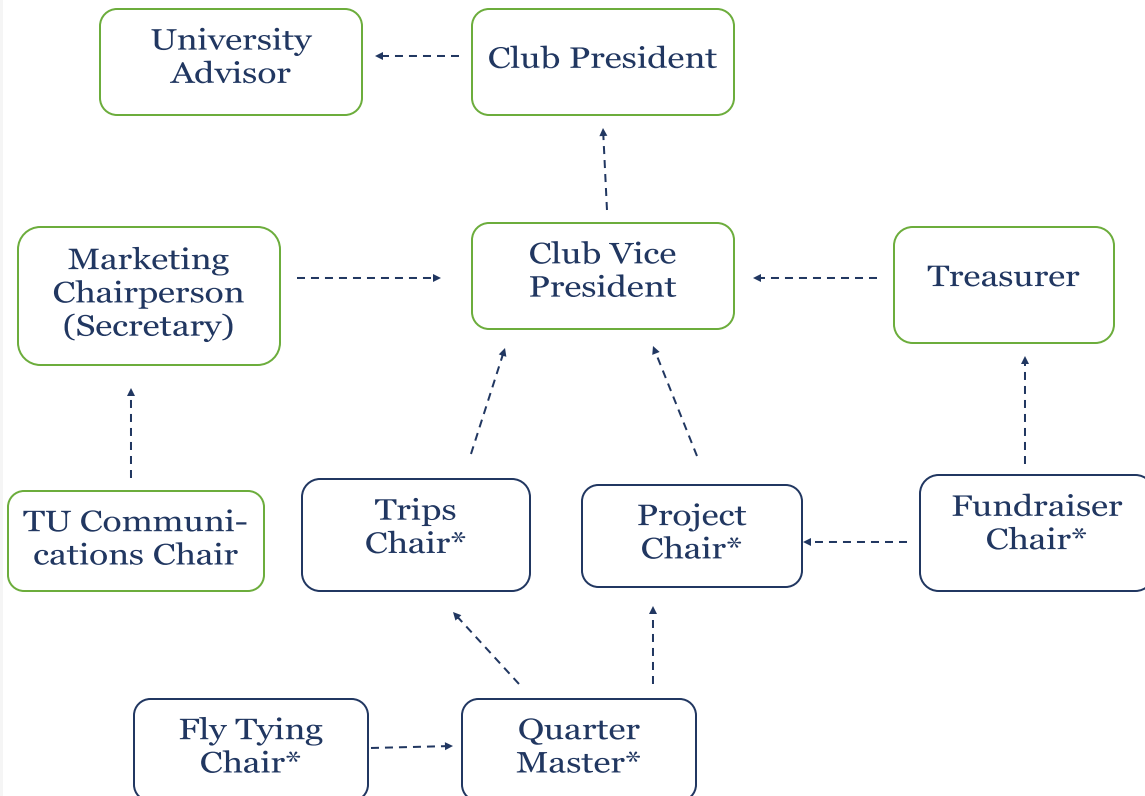 University
Advisor
Club President
Marketing
Chairperson
(Secretary)
Club Vice
President
Treasurer
TU Communi-
cations Chair
Trips
Chair*
Project
Chair*
Fundraiser
Chair*
Fly Tying
Chair*
Quarter
Master*